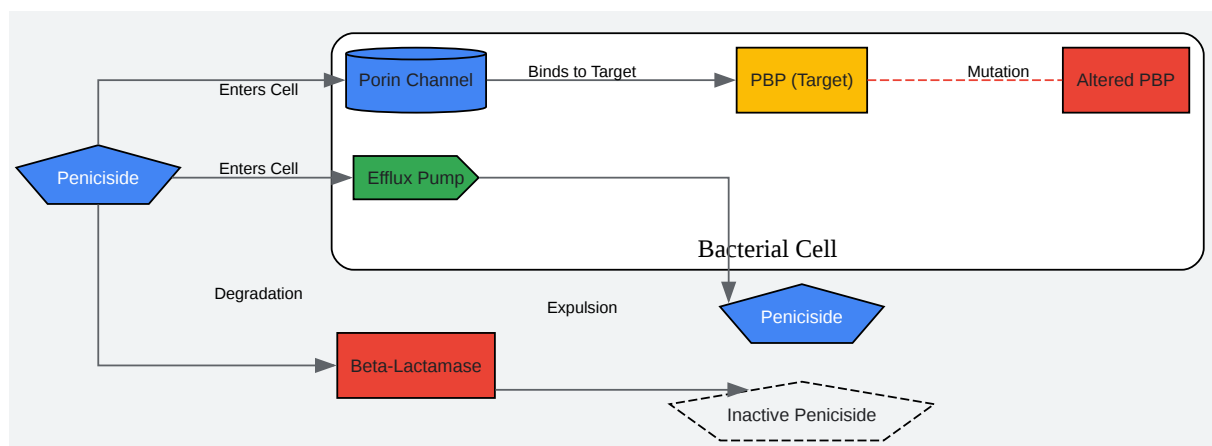 Porin Channel
Binds to Target
PBP (Target)
Mutation
Altered PBP
Enters Cell
Enters Cell
Peniciside
Efflux Pump
Bacterial Cell
Degradation
Expulsion
Peniciside
Beta-Lactamase
Inactive Peniciside